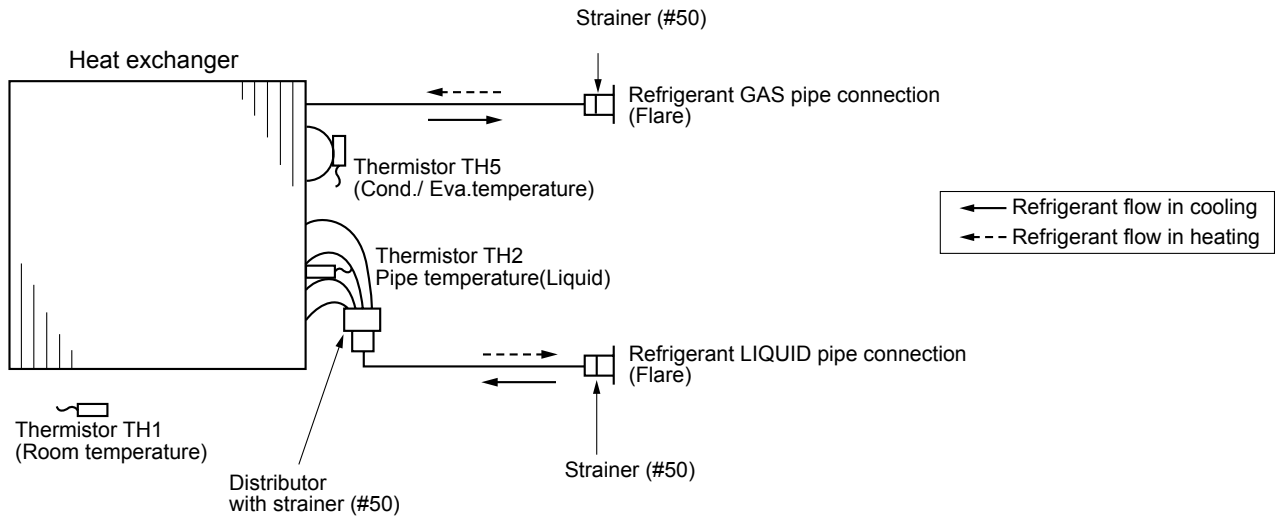 Strainer (#50)
Heat exchanger
Refrigerant GAS pipe connection
(Flare)
Thermistor TH5
(Cond./ Eva.temperature)
Refrigerant flow in cooling
Refrigerant flow in heating
Thermistor TH2
Pipe temperature(Liquid)
Refrigerant LIQUID pipe connection
(Flare)
Thermistor TH1
(Room temperature)
Strainer (#50)
Distributor
with strainer (#50)